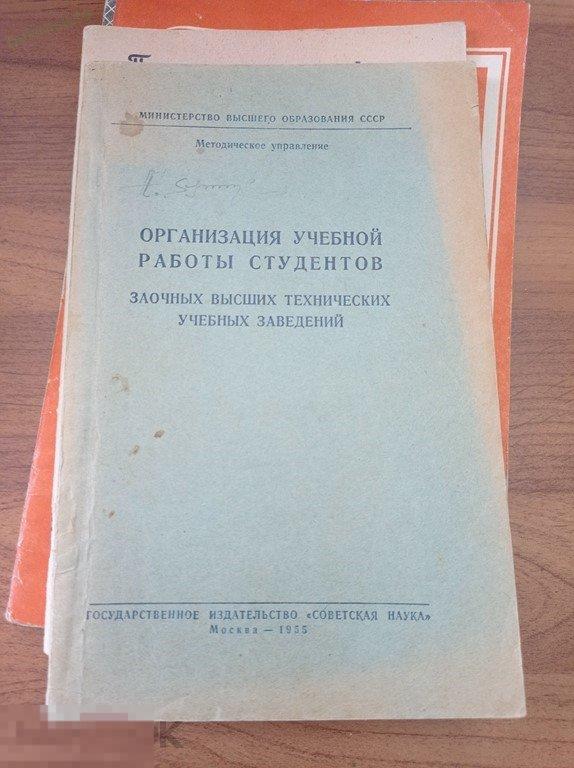 МИНИСТЕРСТВО ВЫСШЕГО ОБРАЗОВАНИЯ СССР
Методическое управление
ОРГАНИЗАЦИЯ УЧЕБНОЙ
РАБОТЫ СТУДЕНТОВ
ЗАОЧНЫХ ВЫСШИХ ТЕХНИЧЕСКИХ
УЧЕБНЫХ ЗАВЕДЕНИЙ
ГОСУДАРСТВЕННОЕ ИЗДАТЕЛЬСТВО «СОВЕТСКАЯ НАУКА»
Москва — 1955